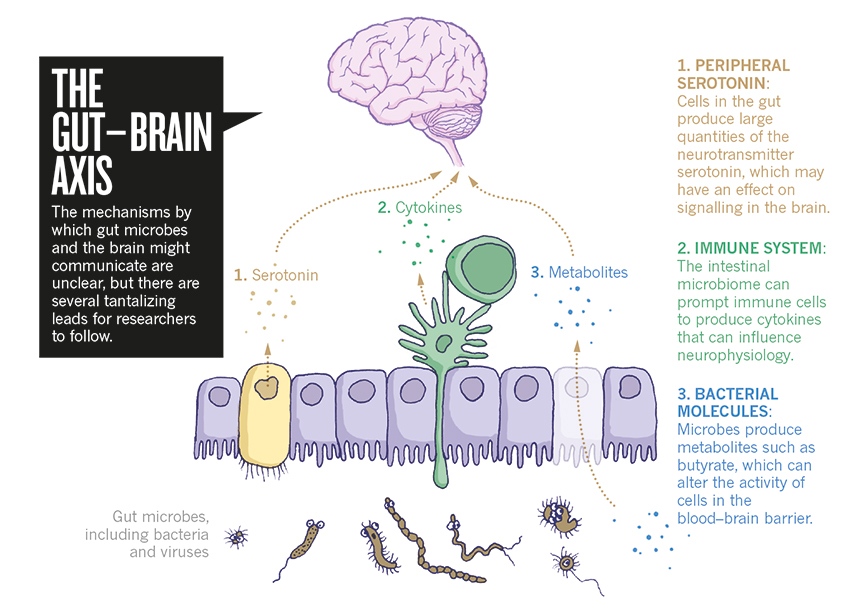 THE
GUT–BRAIN
AXIS
The mechanisms by
which gut microbes
and the brain might
communicate are
unclear, but there are
several tantalizing
leads for researchers
to follow.
2. Cytokines
1. Serotonin
3. Metabolites
Gut microbes,
including bacteria
and viruses
1. PERIPHERAL
SEROTONIN:
Cells in the gut
produce large
quantities of the
neurotransmitter
serotonin, which may
have an effect on
signalling in the brain.
2. IMMUNE SYSTEM:
The intestinal
microbiome can
prompt immune cells
to produce cytokines
that can influence
neurophysiology.
3. BACTERIAL
MOLECULES:
Microbes produce
metabolites such as
butyrate, which can
alter the activity of
cells in the
blood–brain barrier.